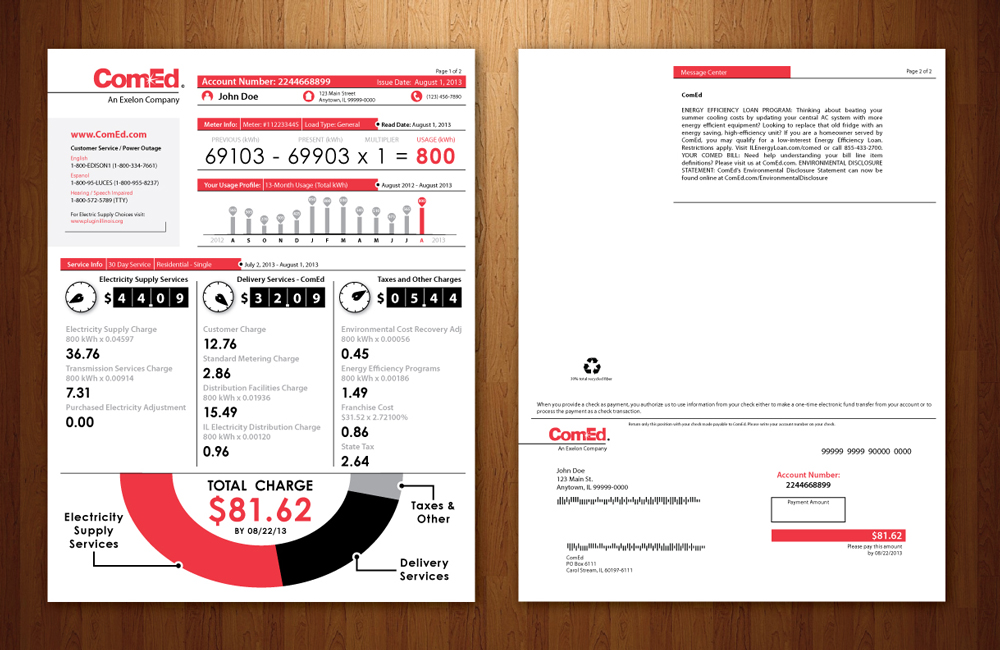 ComEd.
An Exelon Company
Page 1 of 2
Account Number: 2244668899
Issue Date: August 1, 2013
John Doe
123 Main Street
Anytown, IL 99999-0000
(123) 456-7890
www.ComEd.com
Customer Service / Power Outage
English
1-800-EDISON1 (1-800-334-7661)
Espanol
1-800-95-LUCES (1-800-955-8237)
Hearing / Speech Impaired
1-800-572-5789 (TTY)
For Electric Supply Choices visit:
www.pluginillinois.org
Meter Info: Meter: #11233445 Load Type: General
Read Date: August 1, 2013
PREVIOUS (kWh) PRESENT (kWh) MULTIPLIER USAGE (kWh)
69103 - 69903 x 1 = 800
Your Usage Profile: 13-Month Usage (Total kWh)
August 2012 - August 2013
2012 A S O N D J F M A M J J A 2013
Service Info 30 Day Service Residential - Single
July 2, 2013 - August 1, 2013
Electricity Supply Services
$ 44.09
Electricity Supply Charge
800 kWh x 0.04597
36.76
Transmission Services Charge
800 kWh x 0.00914
7.31
Purchased Electricity Adjustment
0.00
Delivery Services - ComEd
$ 32.09
Customer Charge
12.76
Standard Metering Charge
2.86
Distribution Facilities Charge
800 kWh x 0.01936
15.49
IL Electricity Distribution Charge
800 kWh x 0.00120
0.96
Taxes and Other Charges
$ 05.44
Environmental Cost Recovery Adj
800 kWh x 0.00056
0.45
Energy Efficiency Programs
800 kWh x 0.00186
1.49
Franchise Cost
$31.52 x 2.72100%
0.86
State Tax
2.64
TOTAL CHARGE
$81.62
BY 08/22/13
Electricity
Supply
Services
Taxes &
Other
Delivery
Services
Message Center
Page 2 of 2
ComEd
ENERGY EFFICIENCY LOAN PROGRAM: Thinking about beating your
summer cooling costs by updating your central AC system with more
energy efficient equipment? Looking to replace that old fridge with an
energy saving, high-efficiency unit? If you are a homeowner served by
ComEd, you may qualify for a low-interest Energy Efficiency Loan.
Restrictions apply. Visit ILEnergyLoan.com/comed or call 855-433-2700.
YOUR COMED BILL: Need help understanding your bill line item
definitions? Please visit us at ComEd.com. ENVIRONMENTAL DISCLOSURE
STATEMENT: ComEd's Environmental Disclosure Statement can now be
found online at ComEd.com/EnvironmentalDisclosure
total recycled fiber
When you provide a check as payment, you authorize us to use information from your check either to make a one-time electronic fund transfer from your account or to
process the payment as a check transaction.
Return only this portion with your check made payable to ComEd. Please write your account number on your check.
ComEd.
An Exelon Company
99999 9999 90000 0000
John Doe
123 Main St.
Anytown, IL 99999-0000
Account Number:
2244668899
Payment Amount
$81.62
Please pay this amount
by 08/22/2013
ComEd
PO Box 6111
Carol Stream, IL 60197-6111